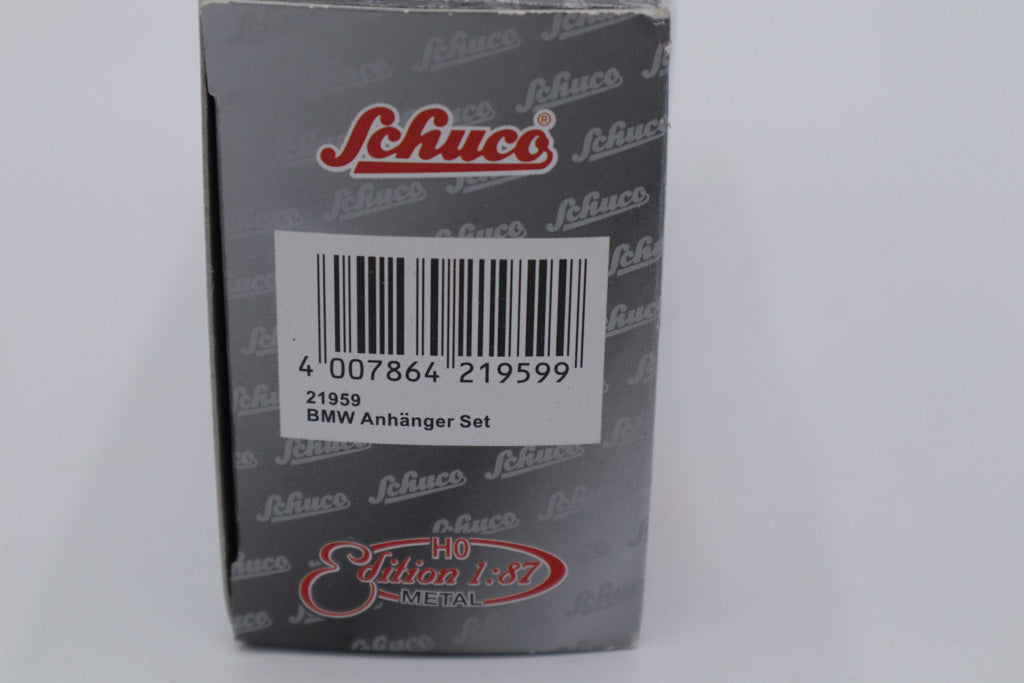 Schuco®
4 007864 219599
21959
BMW Anhänger Set
H0
Edition 1:87
METAL